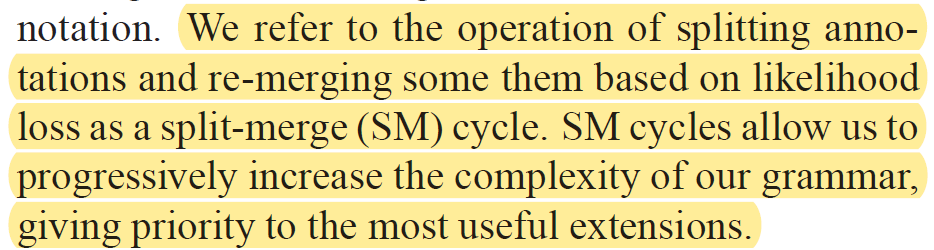 notation. We refer to the operation of splitting anno-
tations and re-merging some them based on likelihood
loss as a split-merge (SM) cycle. SM cycles allow us to
progressively increase the complexity of our grammar,
giving priority to the most useful extensions.